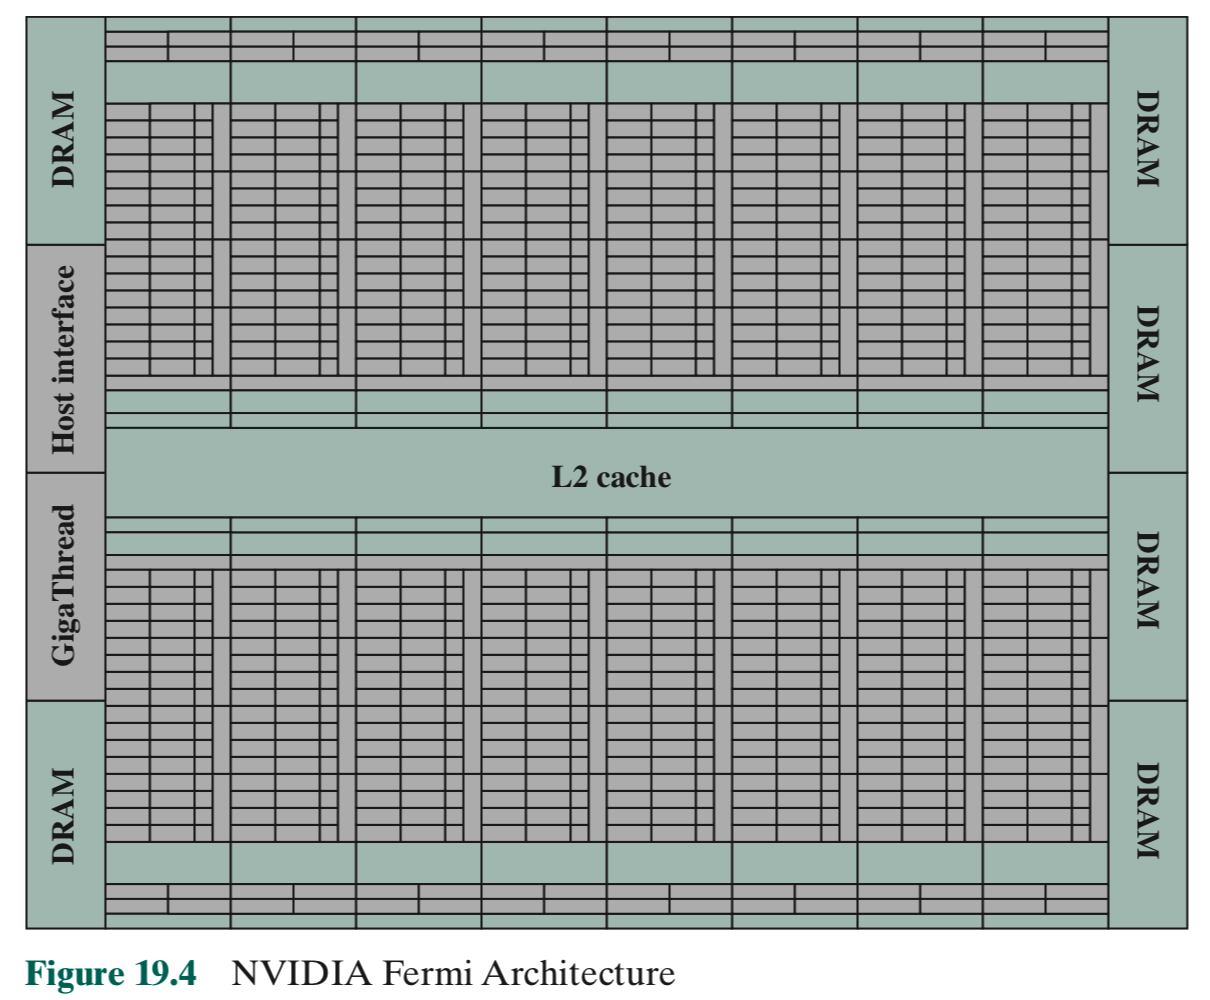 DRAM
Host interface
GigaThread
DRAM
L2 cache
DRAM
DRAM
DRAM
DRAM
Figure 19.4 NVIDIA Fermi Architecture